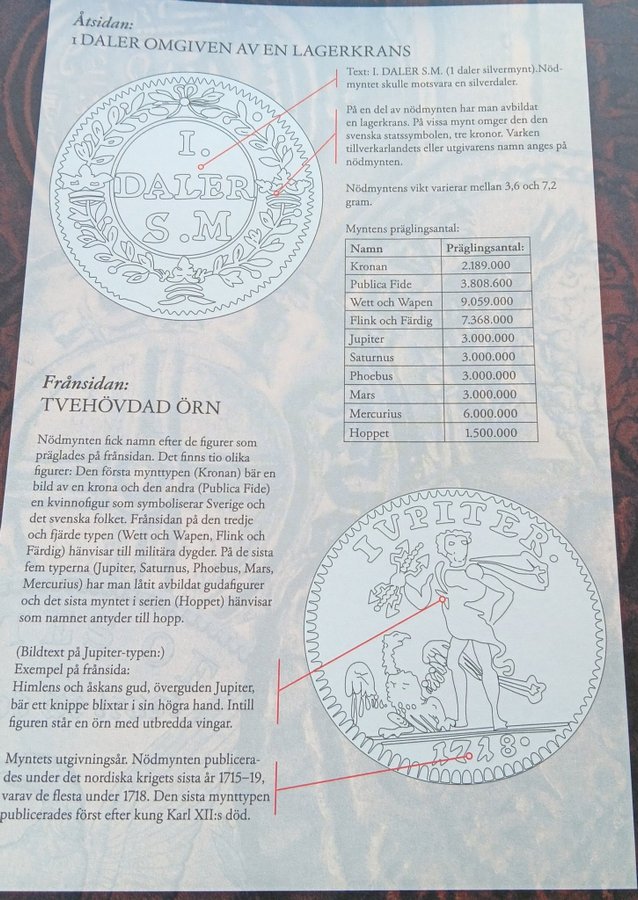 Åtsidan:
1 DALER OMGIVEN AV EN LAGERKRANS
I.
DALER
S.M
Text: I. DALER S.M. (1 daler silvermynt).Nöd-
myntet skulle motsvara en silverdaler.
På en del av nödmynten har man avbildat
en lagerkrans. På vissa mynt omger den den
svenska statssymbolen, tre kronor. Varken
tillverkarlandets eller utgivarens namn anges på
nödmynten.
Nödmyntens vikt varierar mellan 3,6 och 7,2
gram.
Myntens präglingsantal:
Namn Präglingsantal:
Kronan 2.189.000
Publica Fide 3.808.600
Wett och Wapen 9.059.000
Flink och Färdig 7.368.000
Jupiter 3.000.000
Saturnus 3.000.000
Phoebus 3.000.000
Mars 3.000.000
Mercurius 6.000.000
Hoppet 1.500.000
Frånsidan:
TVEHÖVDAD ÖRN
Nödmynten fick namn efter de figurer som
präglades på frånsidan. Det finns tio olika
figurer: Den första mynttypen (Kronan) bär en
bild av en krona och den andra (Publica Fide)
en kvinnofigur som symboliserar Sverige och
det svenska folket. Frånsidan på den tredje
och fjärde typen (Wett och Wapen, Flink och
Färdig) hänvisar till militära dygder. På de sista
fem typerna (Jupiter, Saturnus, Phoebus, Mars,
Mercurius) har man låtit avbildat gudafigurer
och det sista myntet i serien (Hoppet) hänvisar
som namnet antyder till hopp.
(Bildtext på Jupiter-typen:)
Exempel på frånsida:
Himlens och åskans gud, överguden Jupiter,
bär ett knippe blixtar i sin högra hand. Intill
figuren står en örn med utbredda vingar.
Myntets utgivningsår. Nödmynten publicera-
des under det nordiska krigets sista år 1715–19,
varav de flesta under 1718. Den sista mynttypen
publicerades först efter kung Karl XII:s död.
IVPITER.
1718.